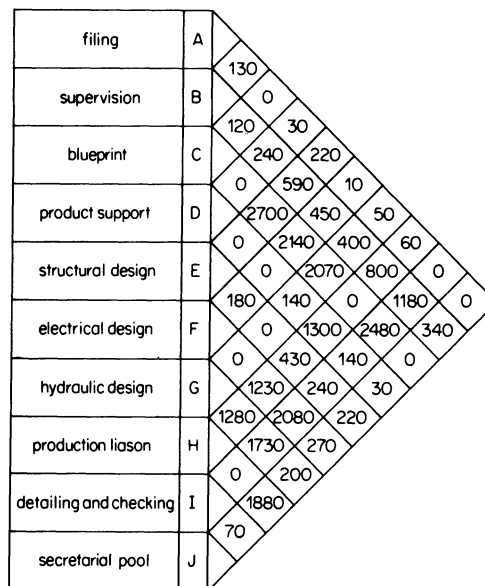 filing A
130
supervision B 0
120 30
blueprint C 240 220
0 590 10
product support D 2700 450 50
0 2140 400 60
structural design E 0 2070 800 0
180 140 0 1180 0
electrical design F 0 1300 2480 340
0 430 140 0
hydraulic design G 1230 240 30
1280 2080 220
production liason H 1730 270
0 200
detailing and checking I 1880
70
secretarial pool J